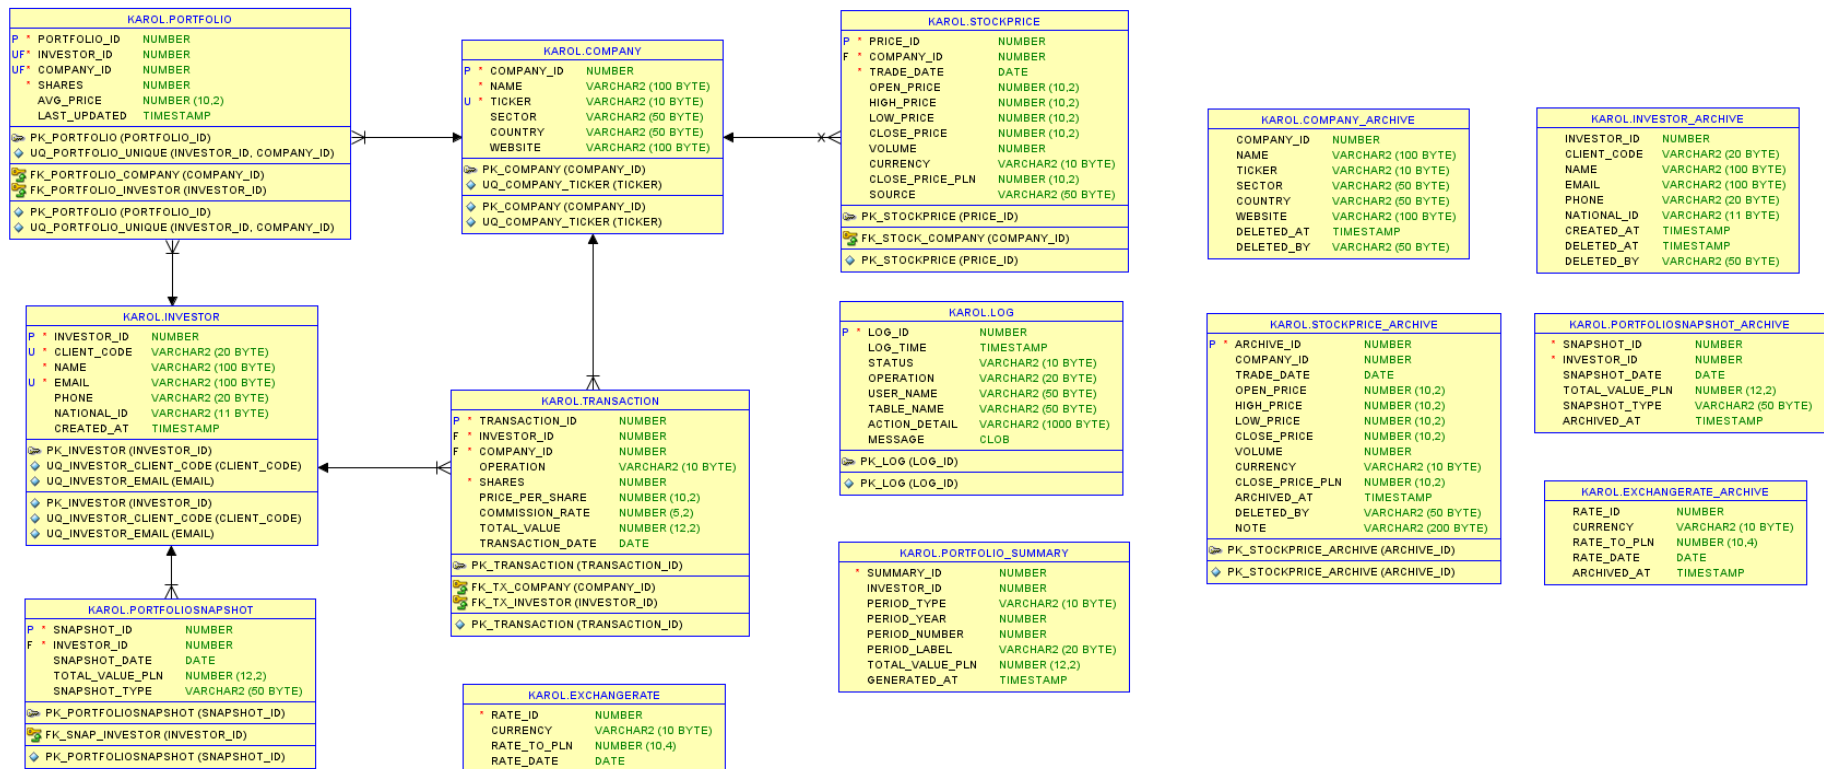 KAROL.PORTFOLIO
P * PORTFOLIO_ID NUMBER
UF* INVESTOR_ID NUMBER
UF* COMPANY_ID NUMBER
* SHARES NUMBER
AVG_PRICE NUMBER (10,2)
LAST_UPDATED TIMESTAMP
PK_PORTFOLIO (PORTFOLIO_ID)
UQ_PORTFOLIO_UNIQUE (INVESTOR_ID, COMPANY_ID)
FK_PORTFOLIO_COMPANY (COMPANY_ID)
FK_PORTFOLIO_INVESTOR (INVESTOR_ID)
PK_PORTFOLIO (PORTFOLIO_ID)
UQ_PORTFOLIO_UNIQUE (INVESTOR_ID, COMPANY_ID)
KAROL.COMPANY
P * COMPANY_ID NUMBER
* NAME VARCHAR2 (100 BYTE)
U * TICKER VARCHAR2 (10 BYTE)
SECTOR VARCHAR2 (50 BYTE)
COUNTRY VARCHAR2 (50 BYTE)
WEBSITE VARCHAR2 (100 BYTE)
PK_COMPANY (COMPANY_ID)
UQ_COMPANY_TICKER (TICKER)
PK_COMPANY (COMPANY_ID)
UQ_COMPANY_TICKER (TICKER)
KAROL.STOCKPRICE
P * PRICE_ID NUMBER
F * COMPANY_ID NUMBER
* TRADE_DATE DATE
OPEN_PRICE NUMBER (10,2)
HIGH_PRICE NUMBER (10,2)
LOW_PRICE NUMBER (10,2)
CLOSE_PRICE NUMBER (10,2)
VOLUME NUMBER
CURRENCY VARCHAR2 (10 BYTE)
CLOSE_PRICE_PLN NUMBER (10,2)
SOURCE VARCHAR2 (50 BYTE)
PK_STOCKPRICE (PRICE_ID)
FK_STOCK_COMPANY (COMPANY_ID)
PK_STOCKPRICE (PRICE_ID)
KAROL.COMPANY_ARCHIVE
COMPANY_ID NUMBER
NAME VARCHAR2 (100 BYTE)
TICKER VARCHAR2 (10 BYTE)
SECTOR VARCHAR2 (50 BYTE)
COUNTRY VARCHAR2 (50 BYTE)
WEBSITE VARCHAR2 (100 BYTE)
DELETED_AT TIMESTAMP
DELETED_BY VARCHAR2 (50 BYTE)
KAROL.INVESTOR_ARCHIVE
INVESTOR_ID NUMBER
CLIENT_CODE VARCHAR2 (20 BYTE)
NAME VARCHAR2 (100 BYTE)
EMAIL VARCHAR2 (100 BYTE)
PHONE VARCHAR2 (20 BYTE)
NATIONAL_ID VARCHAR2 (11 BYTE)
CREATED_AT TIMESTAMP
DELETED_AT TIMESTAMP
DELETED_BY VARCHAR2 (50 BYTE)
KAROL.INVESTOR
P * INVESTOR_ID NUMBER
U * CLIENT_CODE VARCHAR2 (20 BYTE)
* NAME VARCHAR2 (100 BYTE)
U * EMAIL VARCHAR2 (100 BYTE)
PHONE VARCHAR2 (20 BYTE)
NATIONAL_ID VARCHAR2 (11 BYTE)
CREATED_AT TIMESTAMP
PK_INVESTOR (INVESTOR_ID)
UQ_INVESTOR_CLIENT_CODE (CLIENT_CODE)
UQ_INVESTOR_EMAIL (EMAIL)
PK_INVESTOR (INVESTOR_ID)
UQ_INVESTOR_CLIENT_CODE (CLIENT_CODE)
UQ_INVESTOR_EMAIL (EMAIL)
KAROL.TRANSACTION
P * TRANSACTION_ID NUMBER
F * INVESTOR_ID NUMBER
F * COMPANY_ID NUMBER
OPERATION VARCHAR2 (10 BYTE)
* SHARES NUMBER
PRICE_PER_SHARE NUMBER (10,2)
COMMISSION_RATE NUMBER (5,2)
TOTAL_VALUE NUMBER (12,2)
TRANSACTION_DATE DATE
PK_TRANSACTION (TRANSACTION_ID)
FK_TX_COMPANY (COMPANY_ID)
FK_TX_INVESTOR (INVESTOR_ID)
PK_TRANSACTION (TRANSACTION_ID)
KAROL.LOG
P * LOG_ID NUMBER
LOG_TIME TIMESTAMP
STATUS VARCHAR2 (10 BYTE)
OPERATION VARCHAR2 (20 BYTE)
USER_NAME VARCHAR2 (50 BYTE)
TABLE_NAME VARCHAR2 (50 BYTE)
ACTION_DETAIL VARCHAR2 (1000 BYTE)
MESSAGE CLOB
PK_LOG (LOG_ID)
PK_LOG (LOG_ID)
KAROL.STOCKPRICE_ARCHIVE
P * ARCHIVE_ID NUMBER
COMPANY_ID NUMBER
TRADE_DATE DATE
OPEN_PRICE NUMBER (10,2)
HIGH_PRICE NUMBER (10,2)
LOW_PRICE NUMBER (10,2)
CLOSE_PRICE NUMBER (10,2)
VOLUME NUMBER
CURRENCY VARCHAR2 (10 BYTE)
CLOSE_PRICE_PLN NUMBER (10,2)
ARCHIVED_AT TIMESTAMP
DELETED_BY VARCHAR2 (50 BYTE)
NOTE VARCHAR2 (200 BYTE)
PK_STOCKPRICE_ARCHIVE (ARCHIVE_ID)
PK_STOCKPRICE_ARCHIVE (ARCHIVE_ID)
KAROL.PORTFOLIOSNAPSHOT_ARCHIVE
* SNAPSHOT_ID NUMBER
* INVESTOR_ID NUMBER
SNAPSHOT_DATE DATE
TOTAL_VALUE_PLN NUMBER (12,2)
SNAPSHOT_TYPE VARCHAR2 (50 BYTE)
ARCHIVED_AT TIMESTAMP
KAROL.EXCHANGERATE_ARCHIVE
RATE_ID NUMBER
CURRENCY VARCHAR2 (10 BYTE)
RATE_TO_PLN NUMBER (10,4)
RATE_DATE DATE
ARCHIVED_AT TIMESTAMP
KAROL.PORTFOLIO_SUMMARY
* SUMMARY_ID NUMBER
INVESTOR_ID NUMBER
PERIOD_TYPE VARCHAR2 (10 BYTE)
PERIOD_YEAR NUMBER
PERIOD_NUMBER NUMBER
PERIOD_LABEL VARCHAR2 (20 BYTE)
TOTAL_VALUE_PLN NUMBER (12,2)
GENERATED_AT TIMESTAMP
KAROL.PORTFOLIOSNAPSHOT
P * SNAPSHOT_ID NUMBER
F * INVESTOR_ID NUMBER
SNAPSHOT_DATE DATE
TOTAL_VALUE_PLN NUMBER (12,2)
SNAPSHOT_TYPE VARCHAR2 (50 BYTE)
PK_PORTFOLIOSNAPSHOT (SNAPSHOT_ID)
FK_SNAP_INVESTOR (INVESTOR_ID)
PK_PORTFOLIOSNAPSHOT (SNAPSHOT_ID)
KAROL.EXCHANGERATE
* RATE_ID NUMBER
CURRENCY VARCHAR2 (10 BYTE)
RATE_TO_PLN NUMBER (10,4)
RATE_DATE DATE